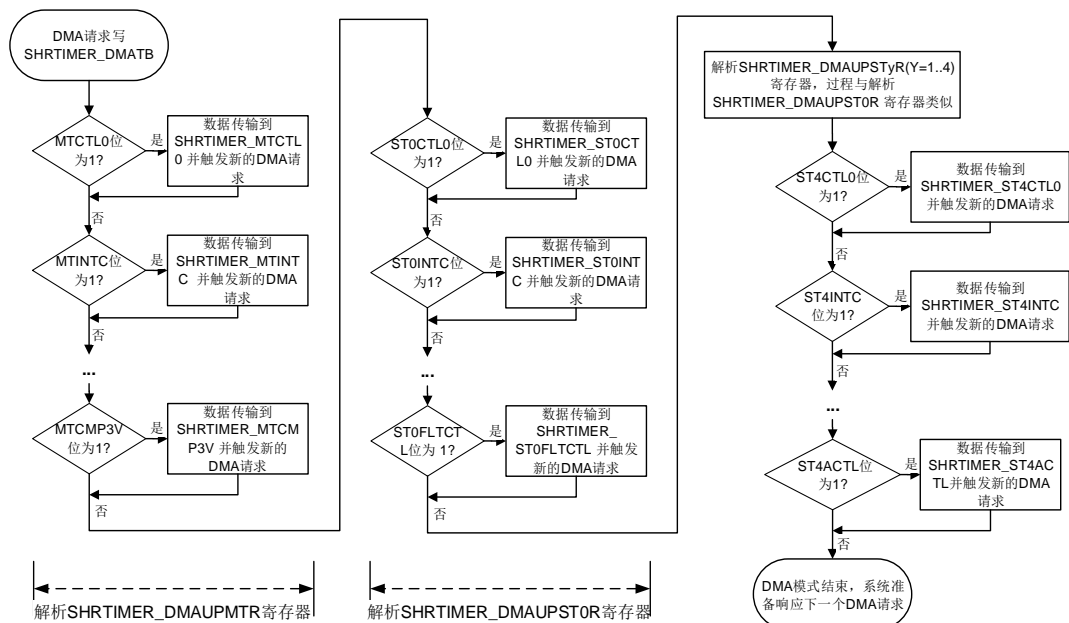 DMA请求写
SHRTIMER_DMATB
MTCTL0位
为1?
是
数据传输到
SHRTIMER_MTCTL
0 并触发新的DMA请
求
否
MTINTC位
为1?
是
数据传输到
SHRTIMER_MTINT
C 并触发新的DMA
请求
否
...
MTCMP3V
位为1?
是
数据传输到
SHRTIMER_MTCM
P3V 并触发新的
DMA请求
否
解析SHRTIMER_DMAUPMTR寄存器
ST0CTL0位
为1?
是
数据传输到
SHRTIMER_ST0CT
L0 并触发新的DMA
请求
否
ST0INTC位
为1?
是
数据传输到
SHRTIMER_ST0INT
C 并触发新的DMA
请求
否
...
ST0FLTCT
L位为 1?
是
数据传输到
SHRTIMER_
ST0FLTCTL 并触发
新的DMA请求
否
解析SHRTIMER_DMAUPST0R寄存器
解析SHRTIMER_DMAUPSTyR(Y=1..4)
寄存器，过程与解析
SHRTIMER_DMAUPST0R 寄存器类似
ST4CTL0位
为1?
是
数据传输到
SHRTIMER_ST4CTL0
并触发新的DMA请求
否
ST4INTC
位为1?
是
数据传输到
SHRTIMER_ST4INTC
并触发新的DMA请求
否
...
ST4ACTL位
为1?
是
数据传输到
SHRTIMER_ST4AC
TL并触发新的DMA
请求
否
DMA模式结束，系统准
备响应下一个DMA请求